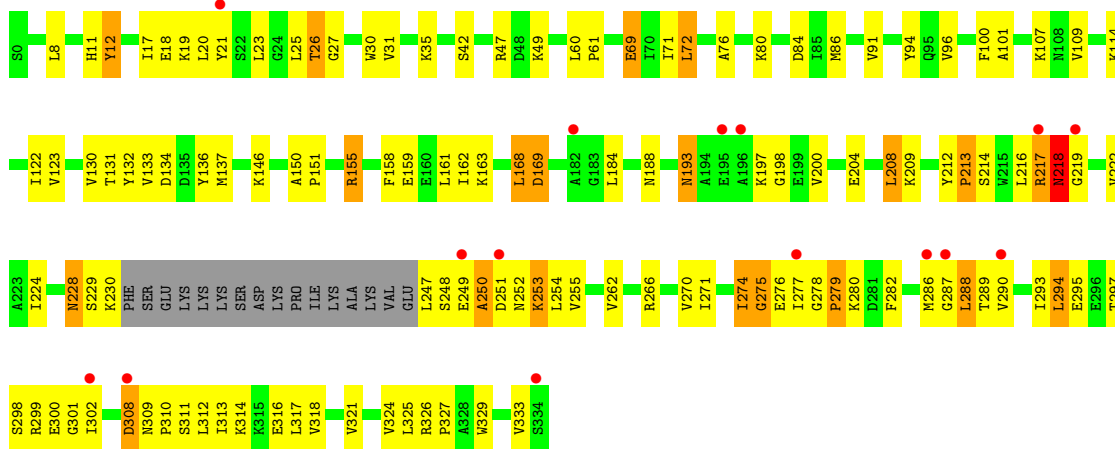 S0 L8 H11 Y12 I17 E18 K19 L20 Y21 S22 L23 G24 L25 T26 G27 W30 V31 K35 S42 R47 D48 K49 L60 P61 E69 I70 I71 L72 A76 K80 D84 I85 M86 V91 Y94 Q95 V96 F100 A101 K107 N108 V109 K114
I122 V123 V130 T131 Y132 V133 D134 D135 Y136 M137 K146 A150 P151 R155 F158 E159 E160 L161 I162 K163 L168 D169 A182 G183 L184 N188 N193 A194 E195 A196 K197 G198 E199 V200 E204 L208 K209 Y212 P213 S214 W215 L216 R217 N218 G219
A223 I224 N228 S229 K230 PHE SER GLU LYS LYS LYS SER ASP LYS PRO ILE LYS ALA LYS VAL GLU L247 S248 E249 A250 D251 N252 K253 L254 V255 V262 R266 V270 I271 I274 G275 E276 I277 G278 P279 K280 D281 F282 M286 G287 L288 T289 V290 I293 L294 E295 E296 T297
S298 R299 E300 G301 I302 D308 N309 P310 S311 L312 I313 K314 K315 E316 L317 V318 V321 V324 L325 R326 P327 A328 W329 V333 S334